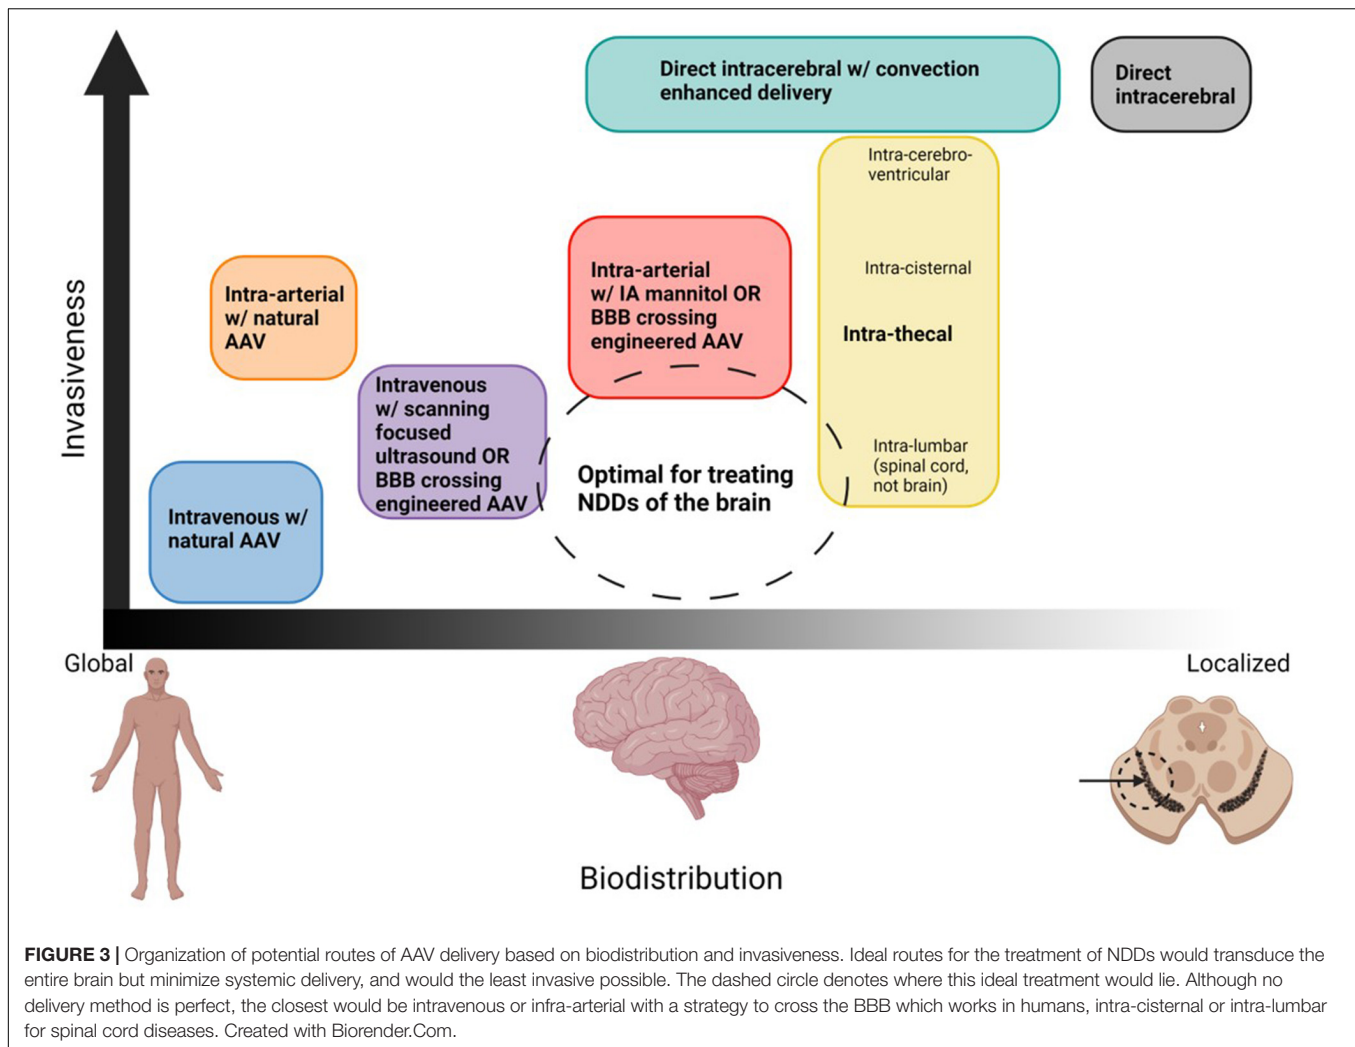 Direct intracerebral w/ convection
enhanced delivery
Direct
intracerebral
Intra-cerebro-
ventricular
Intra-cisternal
Intra-thecal
Intra-lumbar
(spinal cord,
not brain)
Intra-arterial
w/ IA mannitol OR
BBB crossing
engineered AAV
Intra-arterial
w/ natural
AAV
Intravenous
w/ scanning
focused
ultrasound OR
BBB crossing
engineered AAV
Intravenous w/
natural AAV
Optimal for treating
NDDs of the brain
Invasiveness
Global
Localized
Biodistribution
FIGURE 3 | Organization of potential routes of AAV delivery based on biodistribution and invasiveness. Ideal routes for the treatment of NDDs would transduce the
entire brain but minimize systemic delivery, and would the least invasive possible. The dashed circle denotes where this ideal treatment would lie. Although no
delivery method is perfect, the closest would be intravenous or infra-arterial with a strategy to cross the BBB which works in humans, intra-cisternal or intra-lumbar
for spinal cord diseases. Created with Biorender.Com.